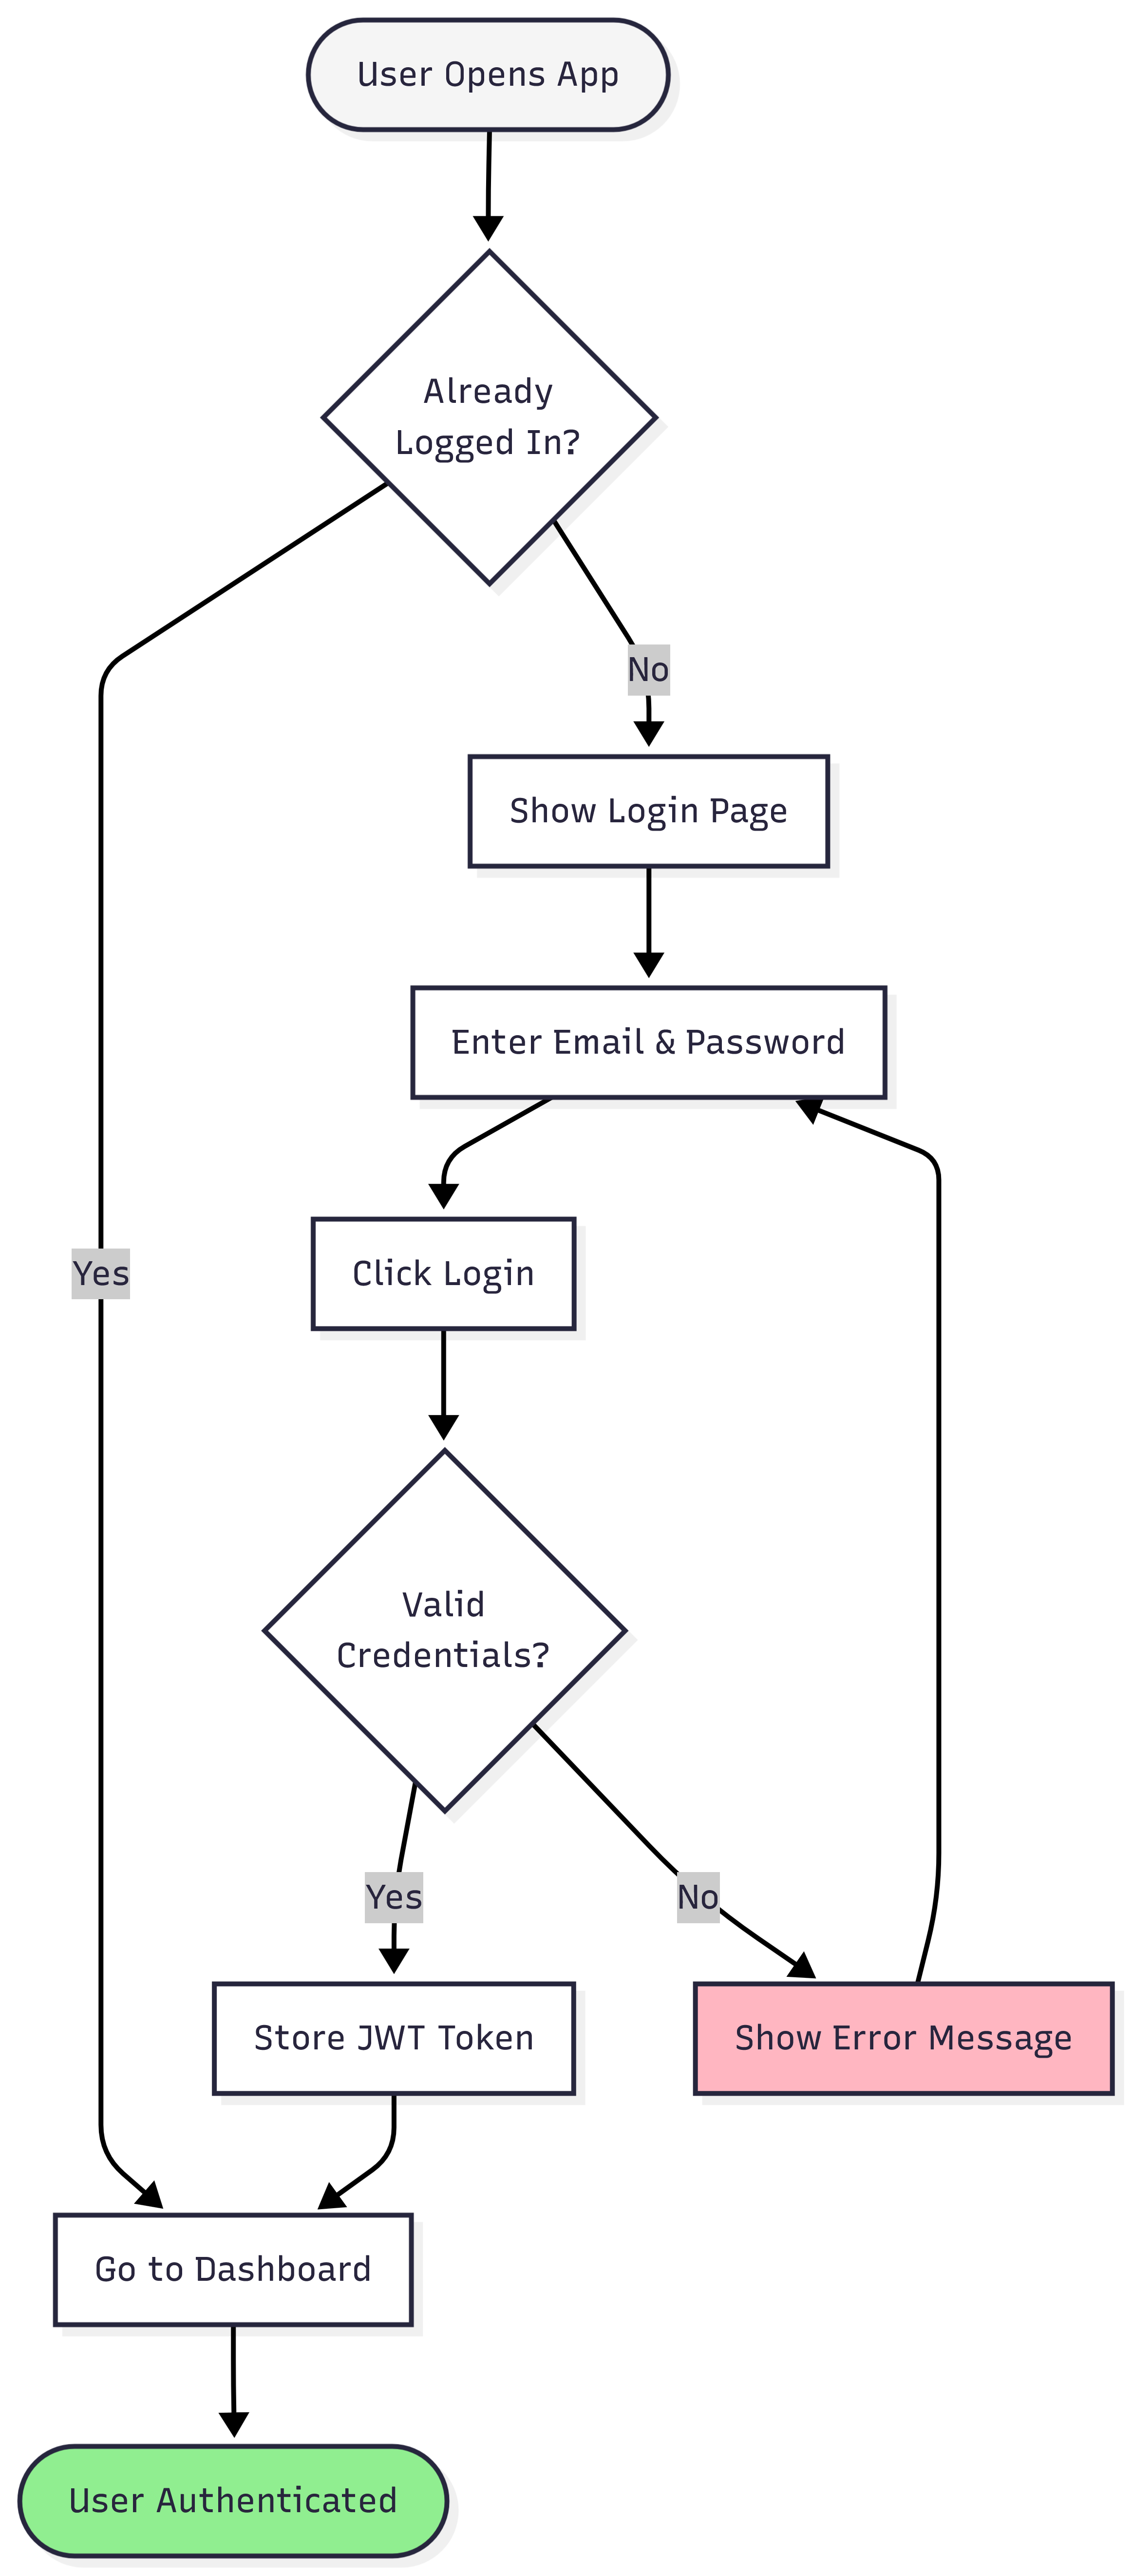 User Opens App
Already
Logged In?
No
Show Login Page
Enter Email & Password
Yes
Click Login
Valid
Credentials?
Yes
No
Store JWT Token
Show Error Message
Go to Dashboard
User Authenticated